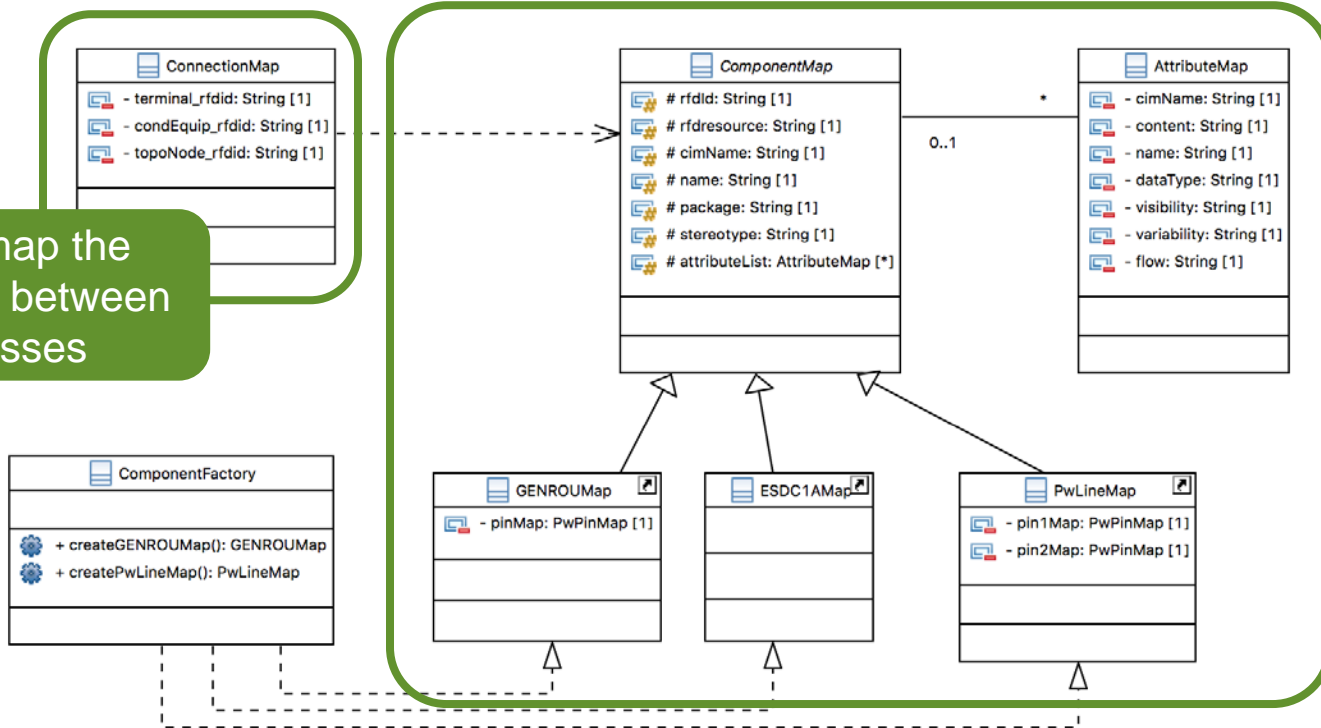 ConnectionMap
- terminal_rfdid: String [1]
- condEquip_rfdid: String [1]
- topoNode_rfdid: String [1]
map the
between
sses
ComponentMap
# rfdId: String [1]
# rfdresource: String [1]
# cimName: String [1]
# name: String [1]
# package: String [1]
# stereotype: String [1]
# attributeList: AttributeMap [*]
*
0..1
AttributeMap
- cimName: String [1]
- content: String [1]
- name: String [1]
- dataType: String [1]
- visibility: String [1]
- variability: String [1]
- flow: String [1]
ComponentFactory
+ createGENROUMap(): GENROUMap
+ createPwLineMap(): PwLineMap
GENROUMap
- pinMap: PwPinMap [1]
ESDC1AMap
PwLineMap
- pin1Map: PwPinMap [1]
- pin2Map: PwPinMap [1]